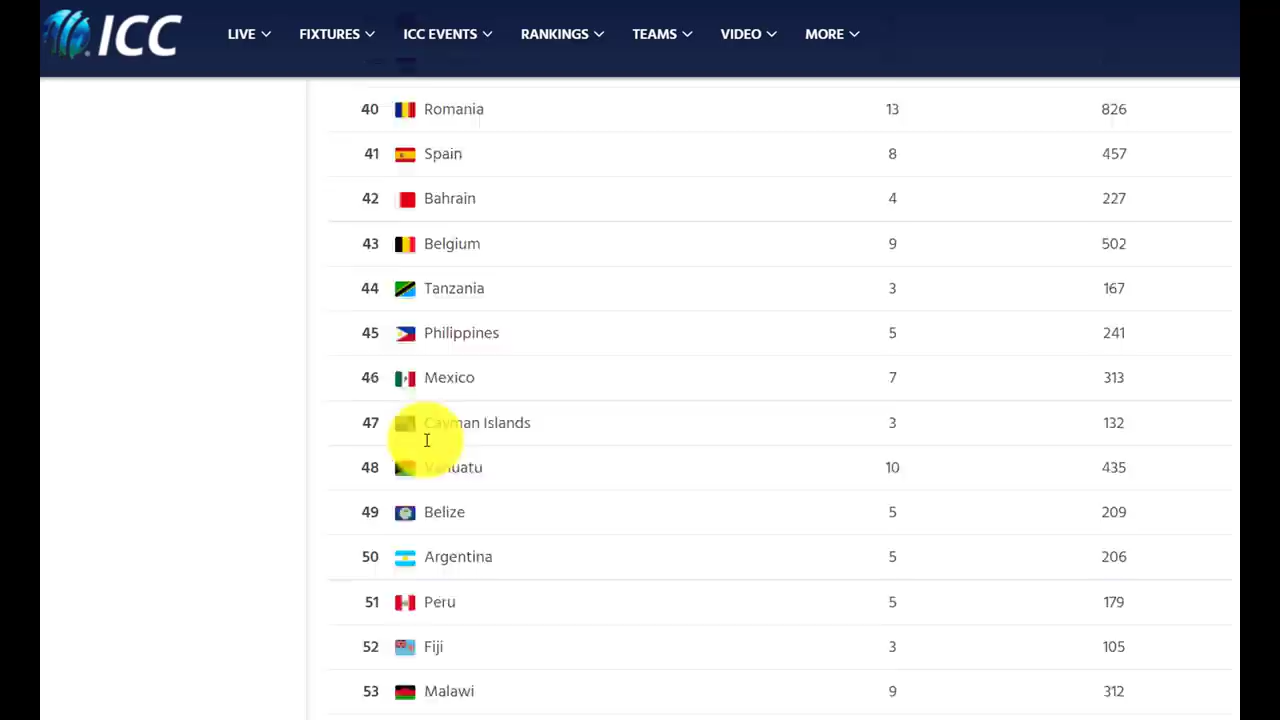 ICC LIVE FIXTURES ICC EVENTS RANKINGS TEAMS VIDEO MORE
40 Romania 13 826
41 Spain 8 457
42 Bahrain 4 227
43 Belgium 9 502
44 Tanzania 3 167
45 Philippines 5 241
46 Mexico 7 313
47 Cayman Islands 3 132
48 Vanuatu 10 435
49 Belize 5 209
50 Argentina 5 206
51 Peru 5 179
52 Fiji 3 105
53 Malawi 9 312